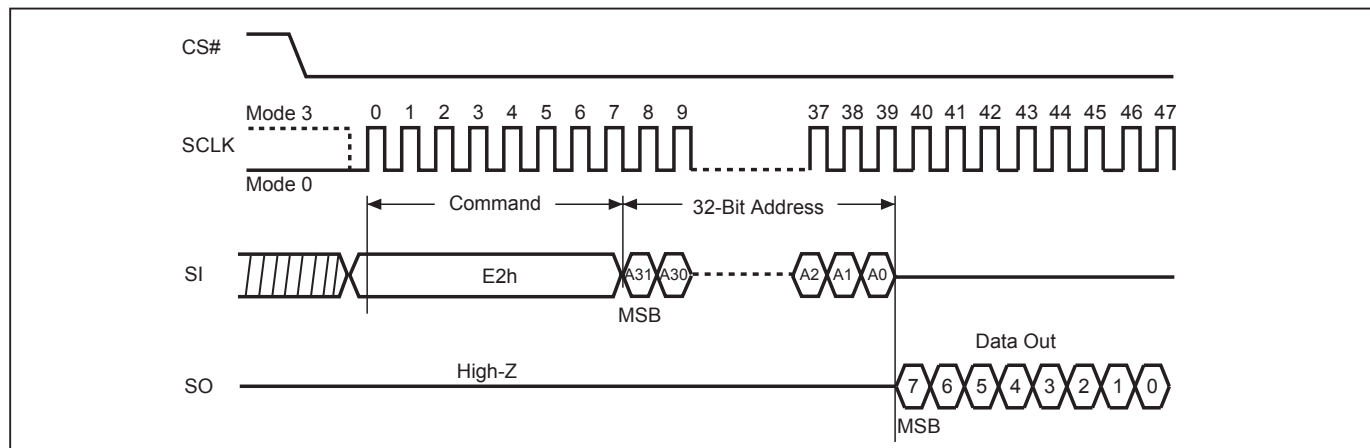 CS#
Mode 3
0 1 2 3 4 5 6 7 8 9 37 38 39 40 41 42 43 44 45 46 47
SCLK
Mode 0
Command 32-Bit Address
SI E2h A31 A30 A2 A1 A0
MSB
Data Out
High-Z
SO 7 6 5 4 3 2 1 0
MSB